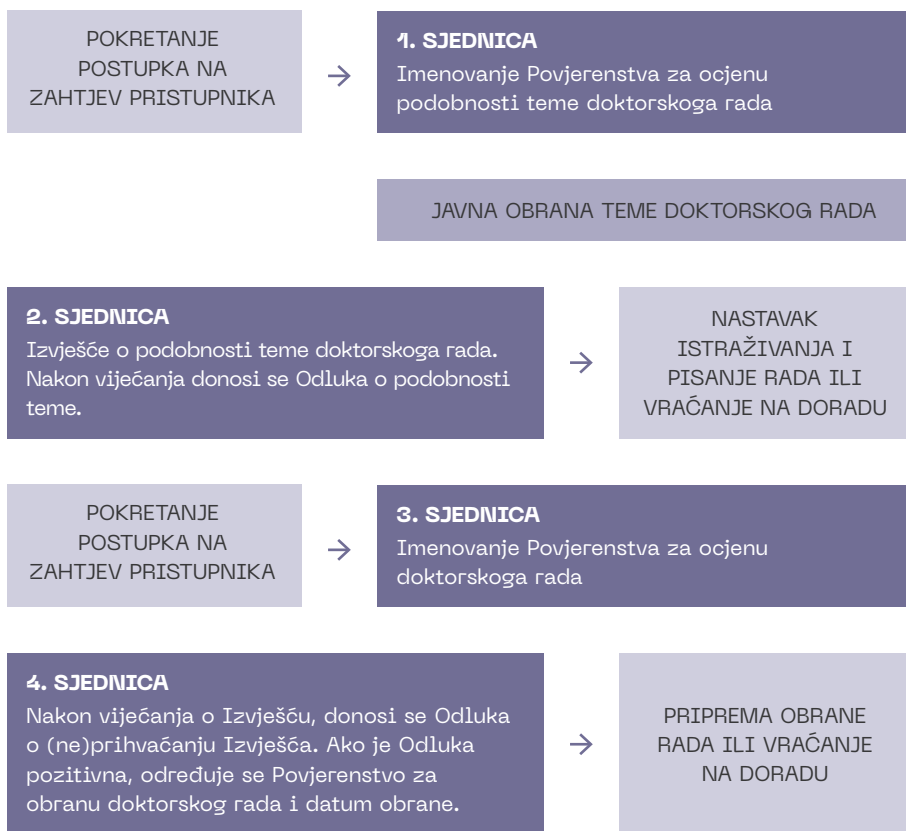 POKRETANJE
POSTUPKA NA
ZAHTJEV PRISTUPNIKA
1. SJEDNICA
Imenovanje Povjerenstva za ocjenu
podobnosti teme doktorskoga rada
JAVNA OBRANA TEME DOKTORSKOG RADA
2. SJEDNICA
Izvješće o podobnosti teme doktorskoga rada.
Nakon vijećanja donosi se Odluka o podobnosti
teme.
NASTAVAK
ISTRAŽIVANJA I
PISANJE RADA ILI
VRAĆANJE NA DORADU
POKRETANJE
POSTUPKA NA
ZAHTJEV PRISTUPNIKA
3. SJEDNICA
Imenovanje Povjerenstva za ocjenu
doktorskoga rada
4. SJEDNICA
Nakon vijećanja o Izvješću, donosi se Odluka
o (ne)prihvaćanju Izvješća. Ako je Odluka
pozitivna, određuje se Povjerenstvo za
obranu doktorskog rada i datum obrane.
PRIPREMA OBRANE
RADA ILI VRAĆANJE
NA DORADU